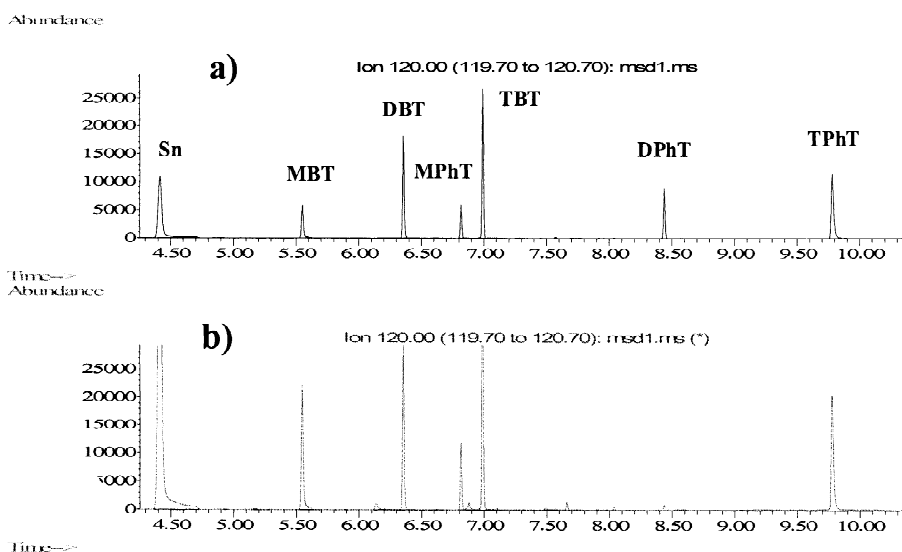 Abundance
a) Ion 120.00 (119.70 to 120.70): msd1.ms
25000
20000
15000
10000
5000
0
Sn
MBT
DBT
MPhT
TBT
DPhT
TPhT
4.50 5.00 5.50 6.00 6.50 7.00 7.50 8.00 8.50 9.00 9.50 10.00
Time-->
Abundance
b) Ion 120.00 (119.70 to 120.70): msd1.ms (*)
25000
20000
15000
10000
5000
0
4.50 5.00 5.50 6.00 6.50 7.00 7.50 8.00 8.50 9.00 9.50 10.00
Time-->